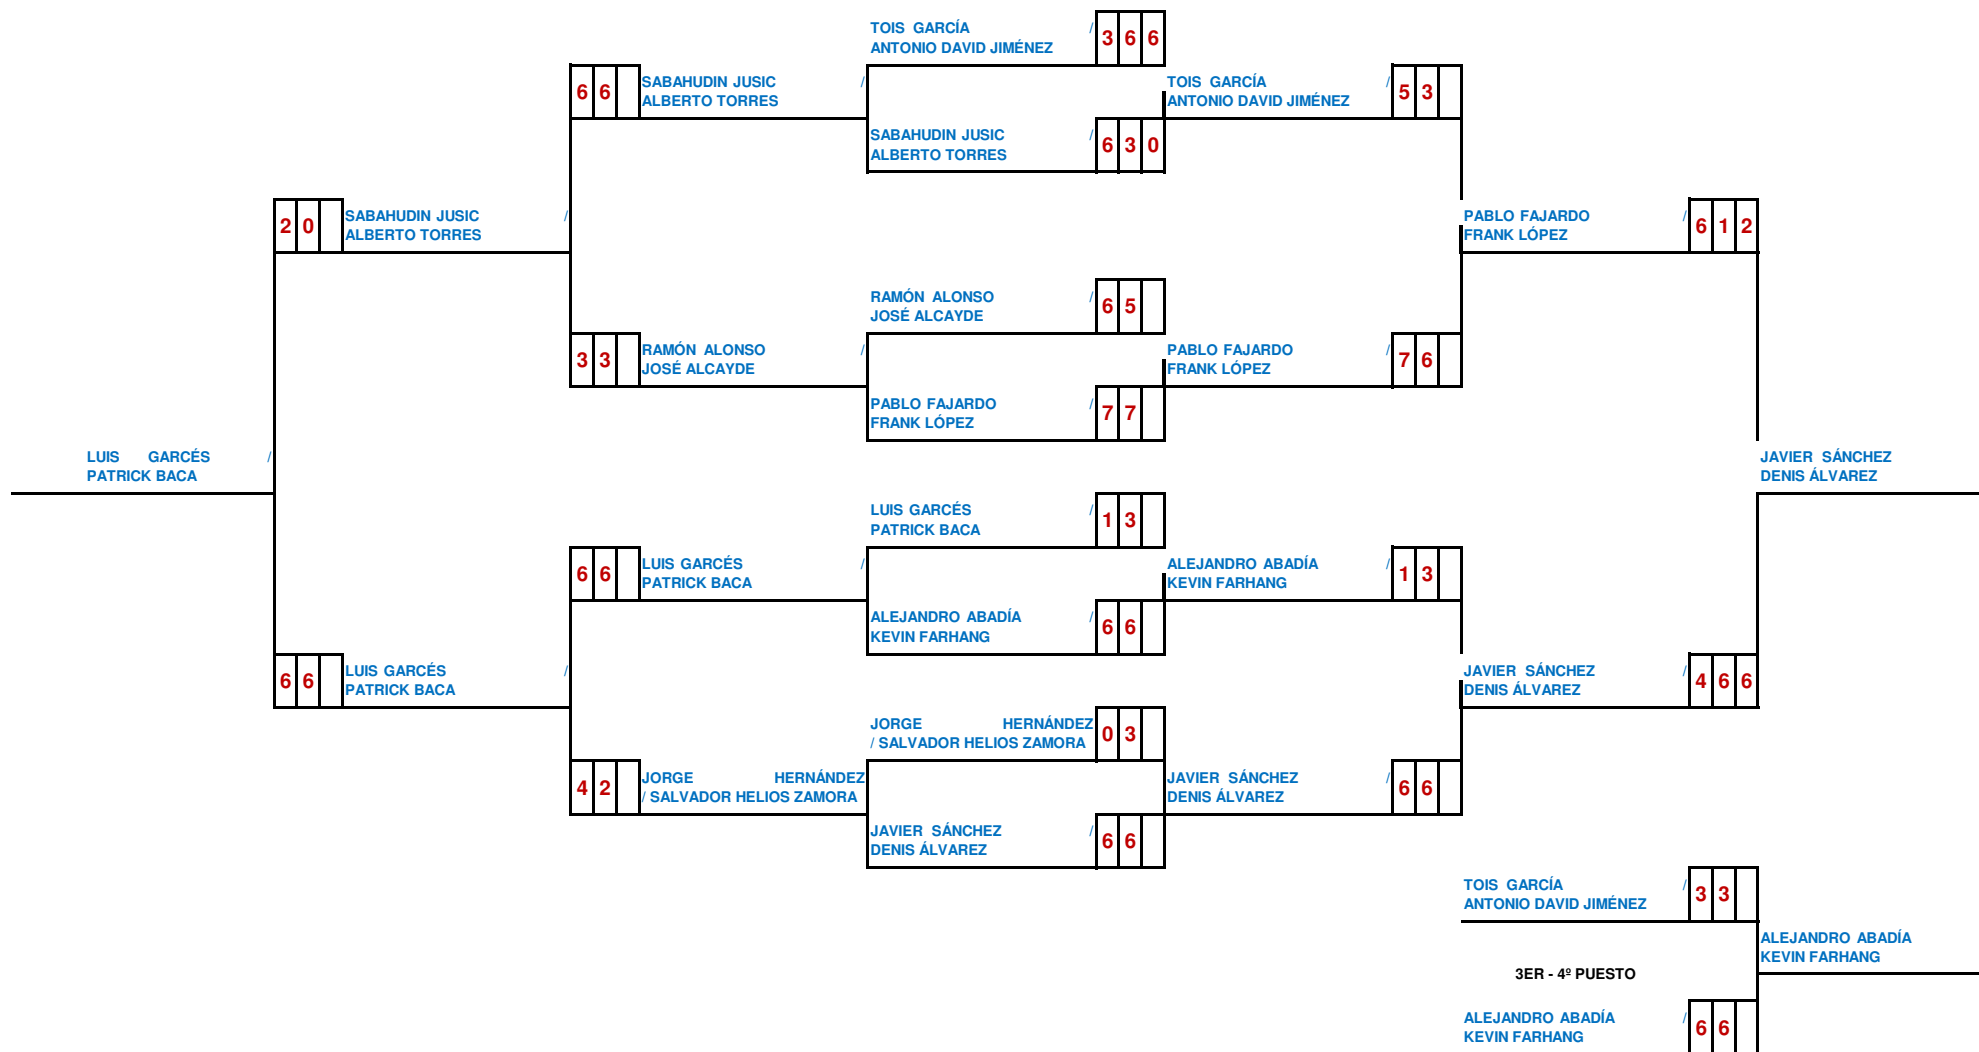 TOIS GARCÍA /
ANTONIO DAVID JIMÉNEZ
3 6 6
6 6
SABAHUDIN JUSIC /
ALBERTO TORRES
TOIS GARCÍA /
ANTONIO DAVID JIMÉNEZ
5 3
SABAHUDIN JUSIC /
ALBERTO TORRES
6 3 0
2 0
SABAHUDIN JUSIC /
ALBERTO TORRES
PABLO FAJARDO /
FRANK LÓPEZ
6 1 2
RAMÓN ALONSO /
JOSÉ ALCAYDE
6 5
3 3
RAMÓN ALONSO /
JOSÉ ALCAYDE
PABLO FAJARDO /
FRANK LÓPEZ
7 6
PABLO FAJARDO /
FRANK LÓPEZ
7 7
LUIS GARCÉS /
PATRICK BACA
JAVIER SÁNCHEZ
DENIS ÁLVAREZ
LUIS GARCÉS /
PATRICK BACA
1 3
6 6
LUIS GARCÉS /
PATRICK BACA
ALEJANDRO ABADÍA /
KEVIN FARHANG
1 3
ALEJANDRO ABADÍA /
KEVIN FARHANG
6 6
6 6
LUIS GARCÉS /
PATRICK BACA
JAVIER SÁNCHEZ /
DENIS ÁLVAREZ
4 6 6
JORGE HERNÁNDEZ
/ SALVADOR HELIOS ZAMORA
0 3
4 2
JORGE HERNÁNDEZ
/ SALVADOR HELIOS ZAMORA
JAVIER SÁNCHEZ /
DENIS ÁLVAREZ
6 6
JAVIER SÁNCHEZ /
DENIS ÁLVAREZ
6 6
TOIS GARCÍA /
ANTONIO DAVID JIMÉNEZ
3 3
ALEJANDRO ABADÍA
KEVIN FARHANG
3ER - 4º PUESTO
ALEJANDRO ABADÍA /
KEVIN FARHANG
6 6